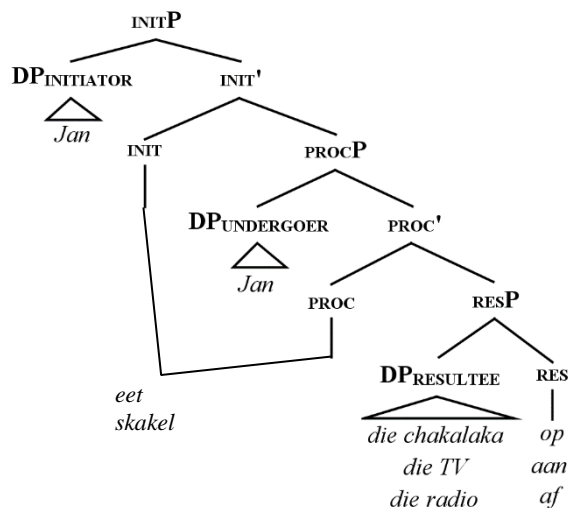 INITP
DPINITIATOR INIT'
Jan
INIT PROCP
DPUNDERGOER PROC'
Jan
PROC RESP
DPRESULTEE RES
eet
skakel
die chakalaka op
die TV aan
die radio af